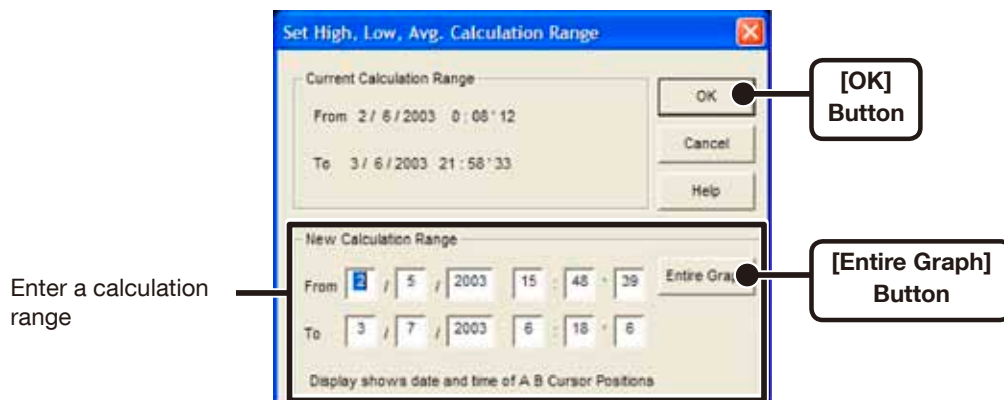 Set High, Low, Avg. Calculation Range
Current Calculation Range
From 2 / 6 / 2003 0 : 08 ' 12
To 3 / 6 / 2003 21 : 58 ' 33
OK
Cancel
Help
[OK]
Button
New Calculation Range
From 2 / 5 / 2003 15 : 48 ' 39
Entire Grap
To 3 / 7 / 2003 6 : 18 ' 6
Display shows date and time of A B Cursor Positions
[Entire Graph]
Button
Enter a calculation
range